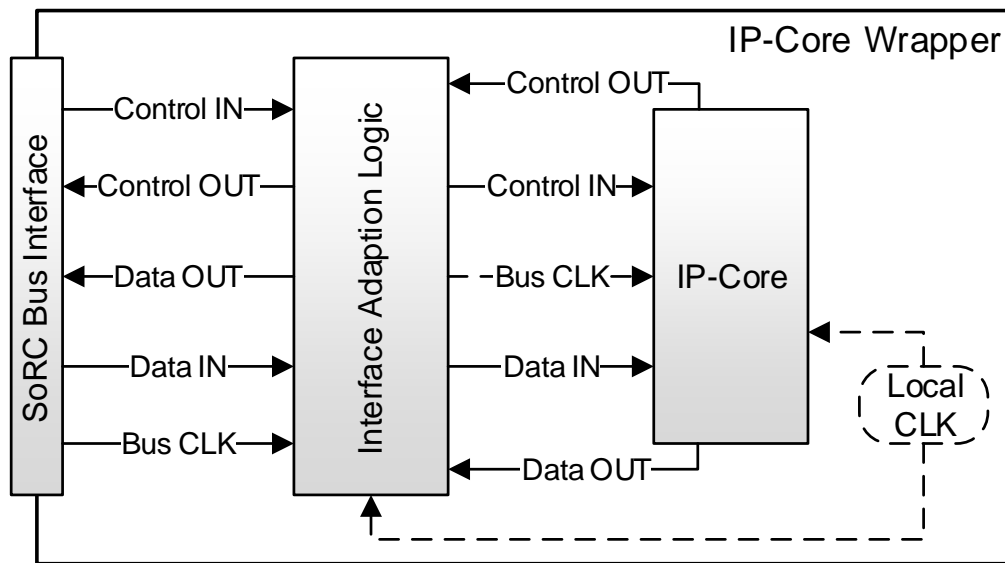 IP-Core Wrapper
SoRC Bus Interface
Control IN
Control OUT
Data OUT
Data IN
Bus CLK
Interface Adaption Logic
Control OUT
Control IN
Bus CLK
Data IN
Data OUT
IP-Core
Local
CLK